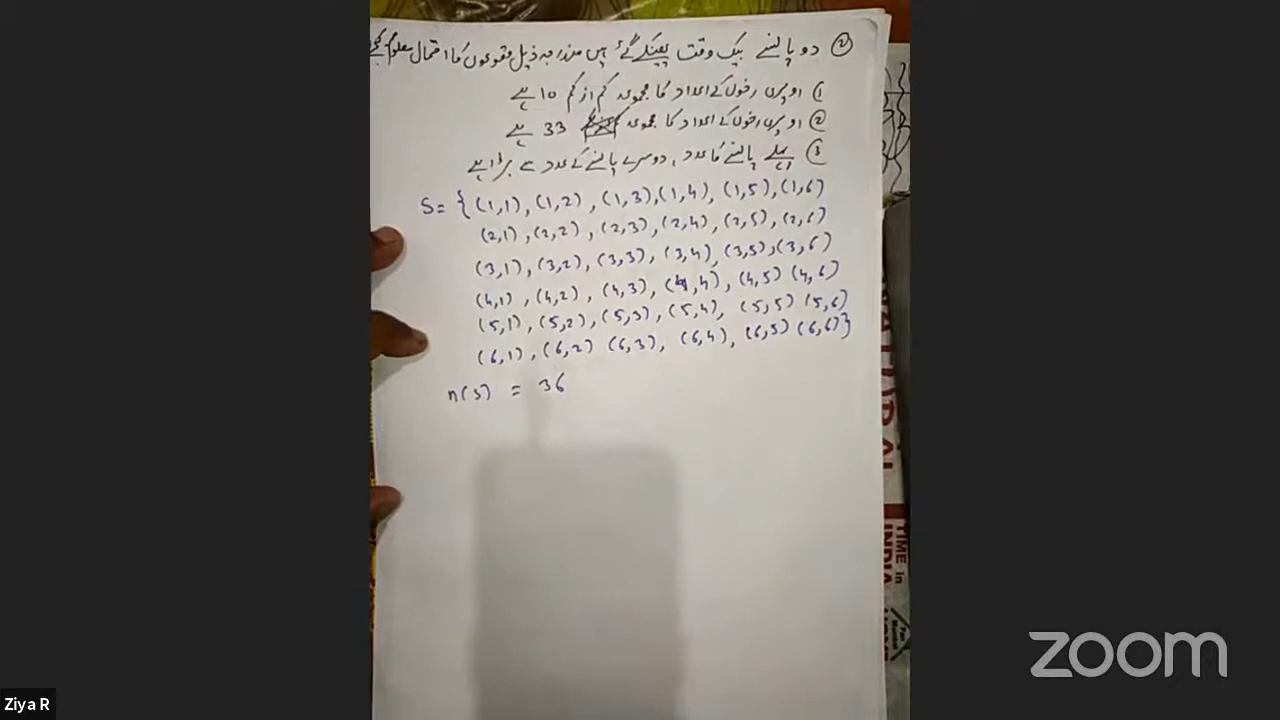 ② دو پانسے بیک وقت پھینکے گئے ہیں مندرجہ ذیل وقوعوں کا احتمال معلوم کیجئے
① اوپری رخوں کے اعداد کا مجموعہ کم از کم 10 ہے
② اوپری رخوں کے اعداد کا مجموعہ 33 ہے
③ پہلے پانسے کا عدد، دوسرے پانسے کے عدد سے بڑا ہے
S= {(1,1), (1,2), (1,3), (1,4), (1,5), (1,6)
(2,1), (2,2), (2,3), (2,4), (2,5), (2,6)
(3,1), (3,2), (3,3), (3,4), (3,5), (3,6)
(4,1), (4,2), (4,3), (4,4), (4,5) (4,6)
(5,1), (5,2), (5,3), (5,4), (5,5) (5,6)
(6,1), (6,2) (6,3), (6,4), (6,5) (6,6)}
n(S) = 36
TIME in
INDIA
zoom
Ziya R